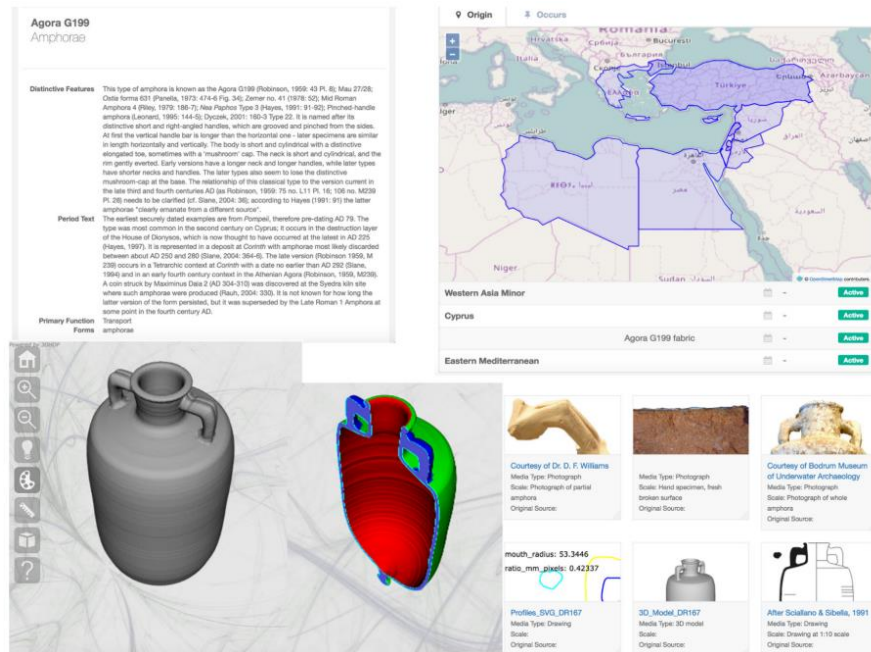 Agora G199
Amphorae
Distinctive Features
This type of amphora is known as the Agora G199 (Robinson, 1959: 43 Pl. 8); Mau 27/28;
Ostia forma 631 (Panella, 1973: 474-6 Fig. 34); Zemer no. 41 (1978: 52); Mid Roman
Amphora 4 (Riley, 1979: 186-7); Nea Paphos Type 3 (Hayes, 1991: 91-92); Pinched-handle
amphora (Leonard, 1995: 144-5); Dyczek, 2001: 160-3 Type 22. It is named after its
distinctive short and right-angled handles, which are grooved and pinched from the sides.
At first the vertical handle bar is longer than the horizontal one - later specimens are similar
in length horizontally and vertically. The body is short and cylindrical with a distinctive
elongated toe, sometimes with a 'mushroom' cap. The neck is short and cylindrical, and the
rim gently everted. Early versions have a longer neck and longer handles, while later types
have shorter necks and handles. The later types also seem to lose the distinctive
mushroom-cap at the base. The relationship of this classical type to the version current in
the late third and fourth centuries AD (as Robinson, 1959: 75 no. L11 Pl. 16; 106 no. M239
Pl. 28) needs to be clarified (cf. Slane, 2004: 36); according to Hayes (1991: 91) the latter
amphorae "clearly emanate from a different source".
Period Text
The earliest securely dated examples are from Pompeii, therefore pre-dating AD 79. The
type was most common in the second century on Cyprus; it occurs in the destruction layer
of the House of Dionysos, which is now thought to have occurred at the latest in AD 225
(Hayes, 1997). It is represented in a deposit at Corinth with amphorae most likely discarded
between about AD 250 and 280 (Slane, 2004: 364-6). The late version (Robinson 1959, M
239) occurs in a Tetrarchic context at Corinth with a date no earlier than AD 292 (Slane,
1994) and in an early fourth century context in the Athenian Agora (Robinson, 1959, M239).
A coin struck by Maximinus Daia 2 (AD 304-310) was discovered at the Syedra kiln site
where such amphorae were produced (Rauh, 2004: 330). It is not known for how long the
latter version of the form persisted, but it was superseded by the Late Roman 1 Amphora at
some point in the fourth century AD.
Primary Function Transport
Forms amphorae
Origin Occurs
+
−
Romania
Hrvatska
Србија
București
Italia
България
Istanbul
Ελλάς
Türkiye
Azərbaycan
سوريا
العراق
طرابلس
القاهرة
مصر
السعودية
Niger
Sudan السودان
© OpenStreetMap contributors.
Western Asia Minor - Active
Cyprus - Active
Agora G199 fabric - Active
Eastern Mediterranean - Active
Powered by 3DHOP
?
Courtesy of Dr. D. F. Williams
Media Type: Photograph
Scale: Photograph of partial
amphora
Original Source:
Media Type: Photograph
Scale: Hand specimen, fresh
broken surface
Original Source:
Courtesy of Bodrum Museum
of Underwater Archaeology
Media Type: Photograph
Scale: Photograph of whole
amphora
Original Source:
mouth_radius: 53.3446
ratio_mm_pixels: 0.42337
Profiles_SVG_DR167
Media Type: Drawing
Scale:
Original Source:
3D_Model_DR167
Media Type: 3D model
Scale:
Original Source:
After Sciallano & Sibella, 1991
Media Type: Drawing
Scale: Drawing at 1:10 scale
Original Source: